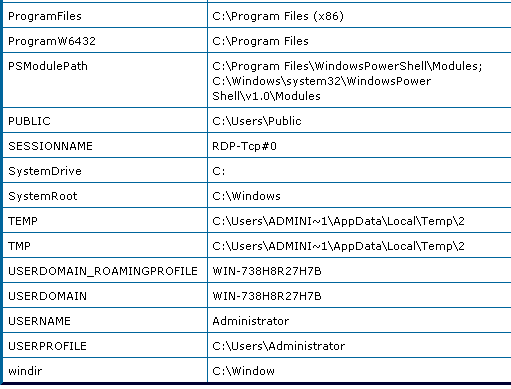 ProgramFiles C:\Program Files (x86)
ProgramW6432 C:\Program Files
PSModulePath C:\Program Files\WindowsPowerShell\Modules;
C:\Windows\system32\WindowsPower
Shell\v1.0\Modules
PUBLIC C:\Users\Public
SESSIONNAME RDP-Tcp#0
SystemDrive C:
SystemRoot C:\Windows
TEMP C:\Users\ADMINI~1\AppData\Local\Temp\2
TMP C:\Users\ADMINI~1\AppData\Local\Temp\2
USERDOMAIN_ROAMINGPROFILE WIN-738H8R27H7B
USERDOMAIN WIN-738H8R27H7B
USERNAME Administrator
USERPROFILE C:\Users\Administrator
windir C:\Window